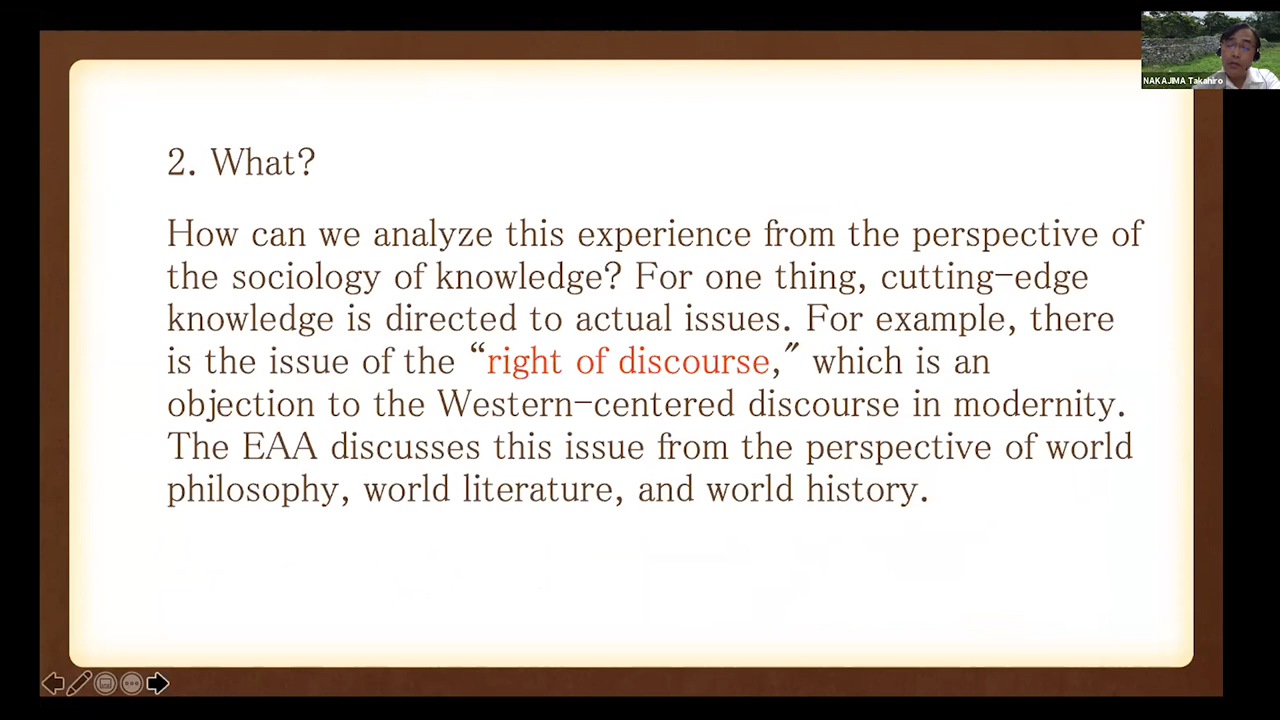 NAKAJIMA Takahiro
2. What?
How can we analyze this experience from the perspective of
the sociology of knowledge? For one thing, cutting-edge
knowledge is directed to actual issues. For example, there
is the issue of the “right of discourse,” which is an
objection to the Western-centered discourse in modernity.
The EAA discusses this issue from the perspective of world
philosophy, world literature, and world history.